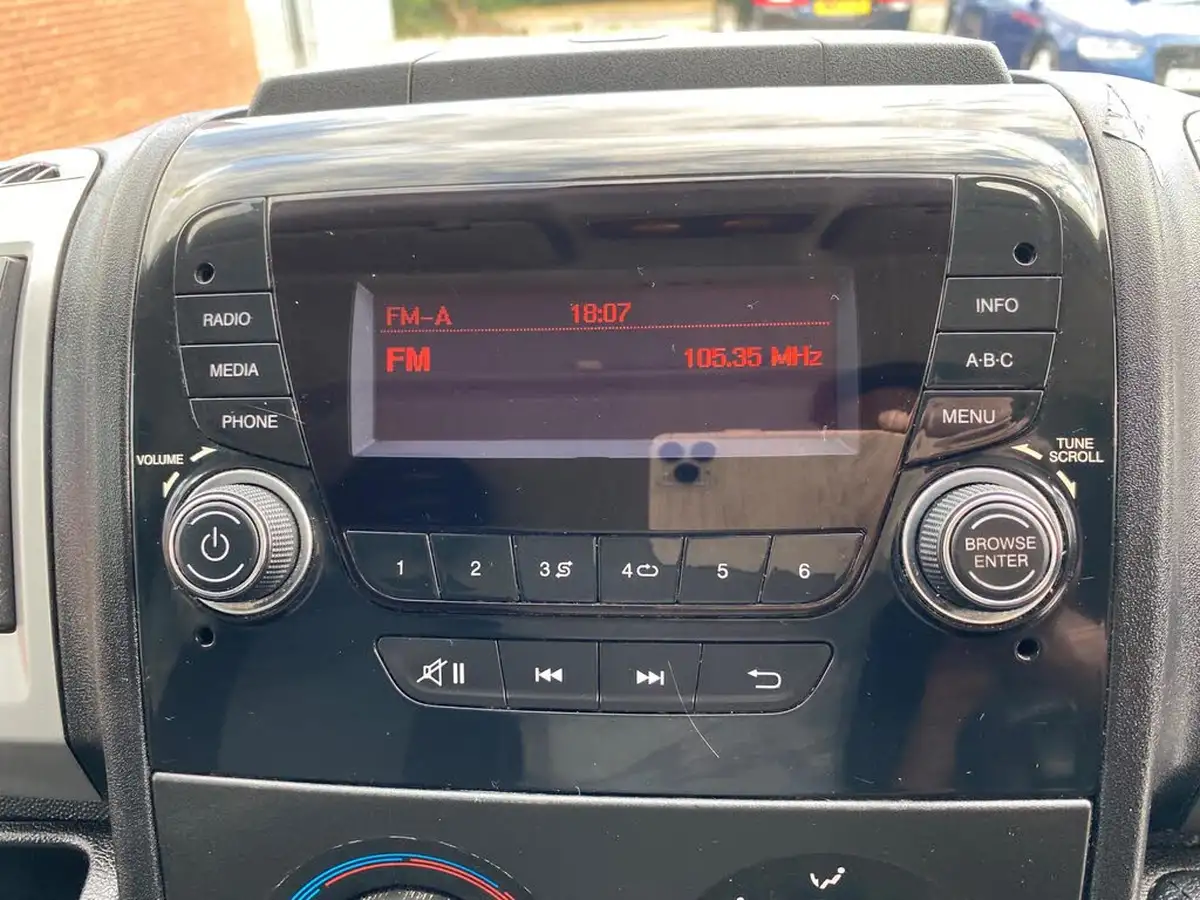 FM-A 18:07
FM 105.35 MHz
RADIO
MEDIA
PHONE
INFO
A·B·C
MENU
VOLUME
TUNE
SCROLL
BROWSE
ENTER
1 2 3 4 5 6